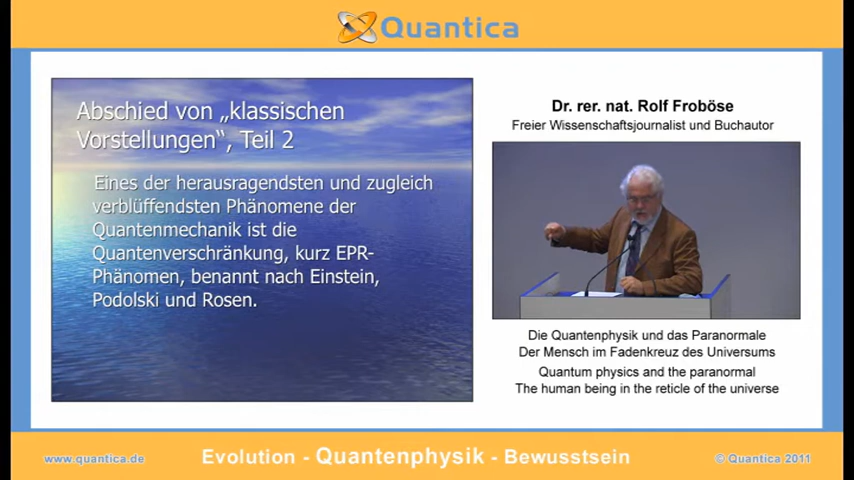 Quantica
Abschied von „klassischen
Vorstellungen“, Teil 2
Eines der herausragendsten und zugleich
verblüffendsten Phänomene der
Quantenmechanik ist die
Quantenverschränkung, kurz EPR-
Phänomen, benannt nach Einstein,
Podolski und Rosen.
Dr. rer. nat. Rolf Froböse
Freier Wissenschaftsjournalist und Buchautor
Die Quantenphysik und das Paranormale
Der Mensch im Fadenkreuz des Universums
Quantum physics and the paranormal
The human being in the reticle of the universe
www.quantica.de
Evolution - Quantenphysik - Bewusstsein
© Quantica 2011